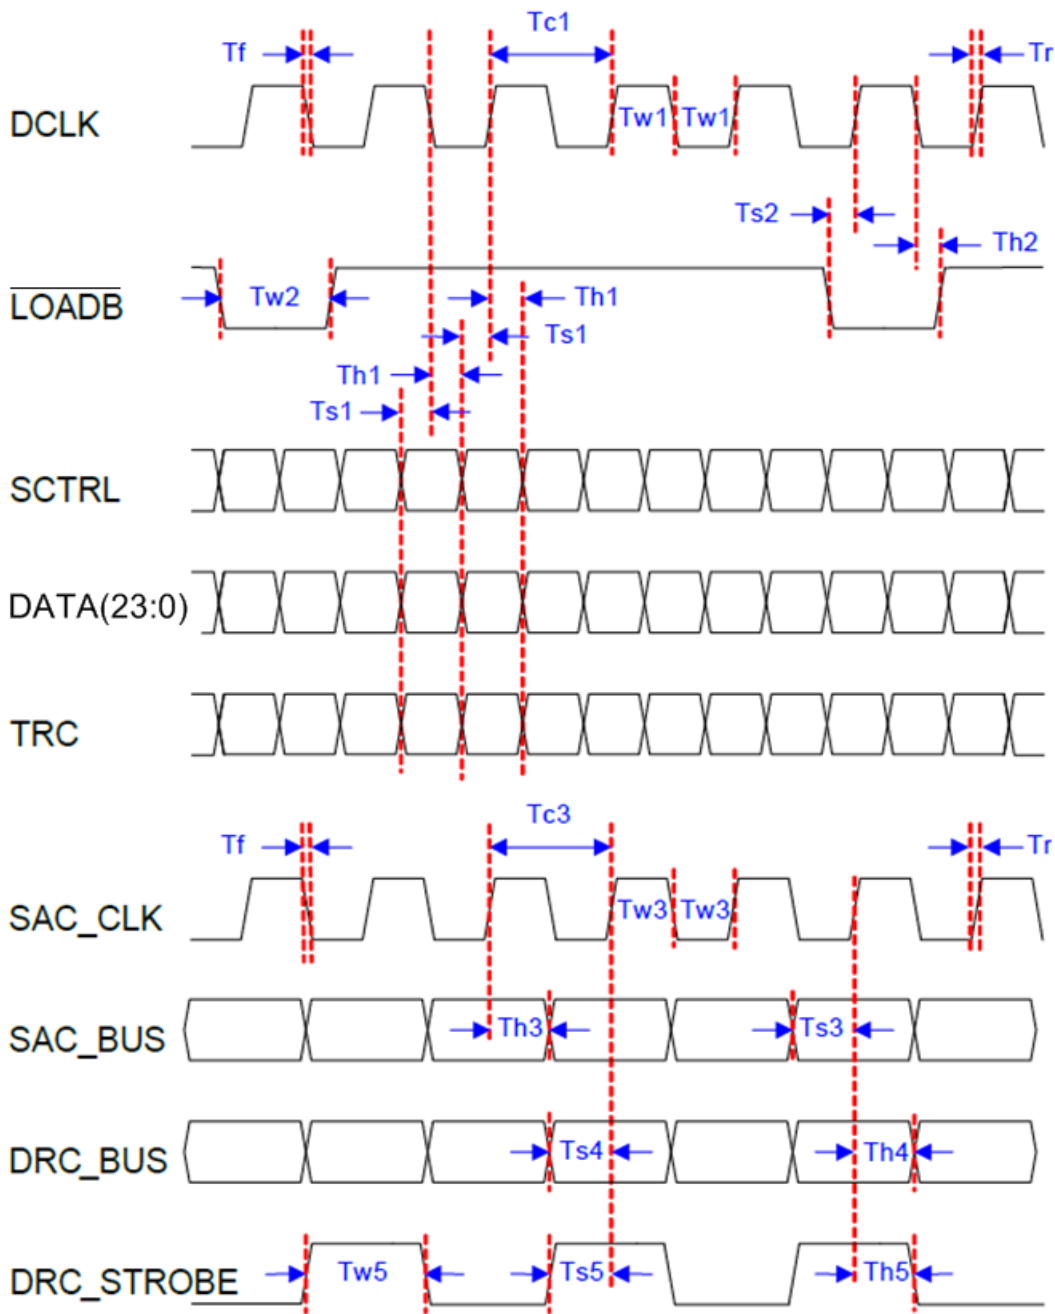 Tc1
Tf
Tr
DCLK
Tw1 Tw1
Ts2
Th2
LOADB
Tw2
Th1
Ts1
Th1
Ts1
SCTRL
DATA(23:0)
TRC
Tc3
Tf
Tr
SAC_CLK
Tw3 Tw3
SAC_BUS
Th3
Ts3
DRC_BUS
Ts4
Th4
DRC_STROBE
Tw5
Ts5
Th5